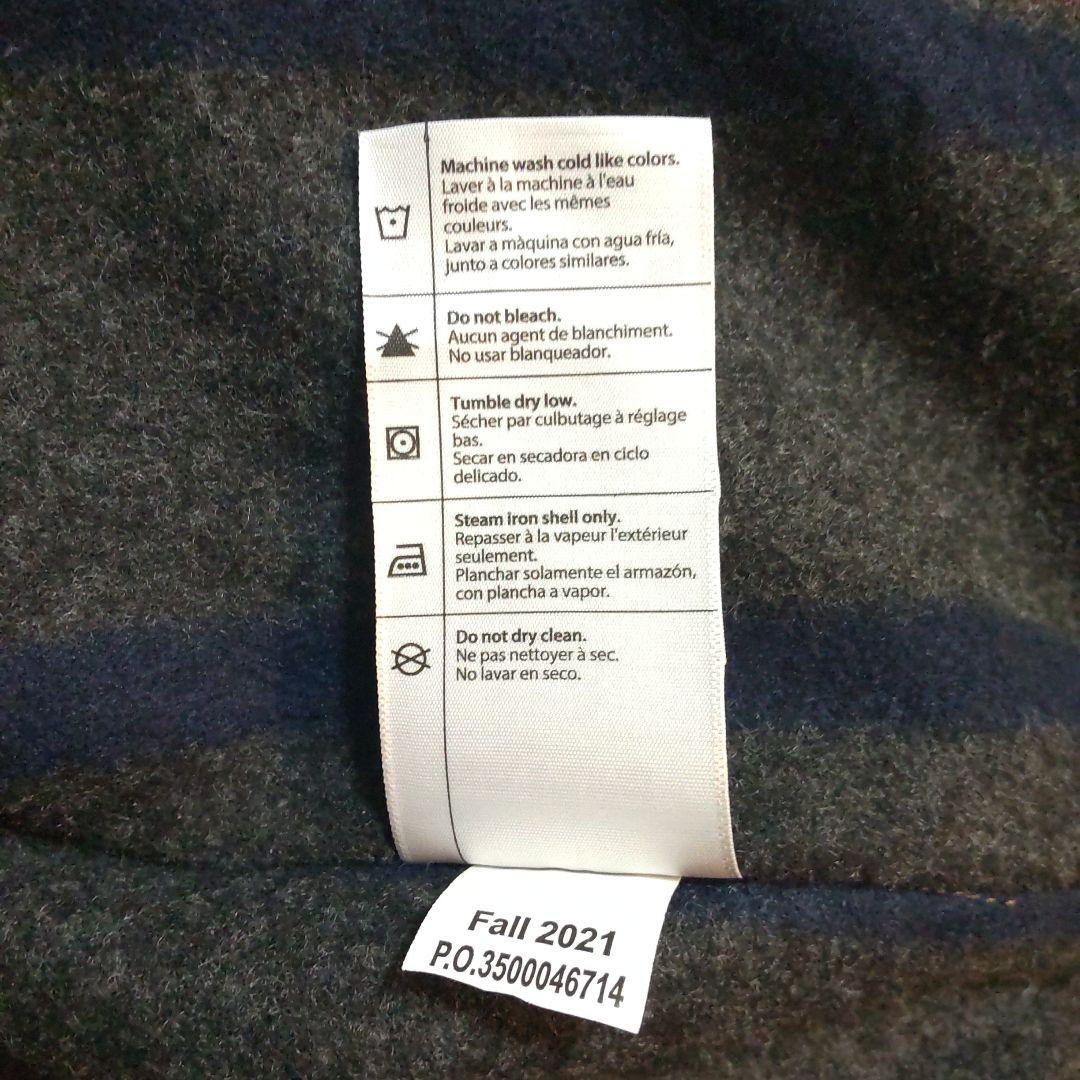 Machine wash cold like colors.
Laver à la machine à l'eau
froide avec les mêmes
couleurs.
Lavar a màquina con agua fría,
junto a colores similares.
Do not bleach.
Aucun agent de blanchiment.
No usar blanqueador.
Tumble dry low.
Sécher par culbutage à réglage
bas.
Secar en secadora en ciclo
delicado.
Steam iron shell only.
Repasser à la vapeur l'extérieur
seulement.
Planchar solamente el armazón,
con plancha a vapor.
Do not dry clean.
Ne pas nettoyer à sec.
No lavar en seco.
Fall 2021
P.O.3500046714